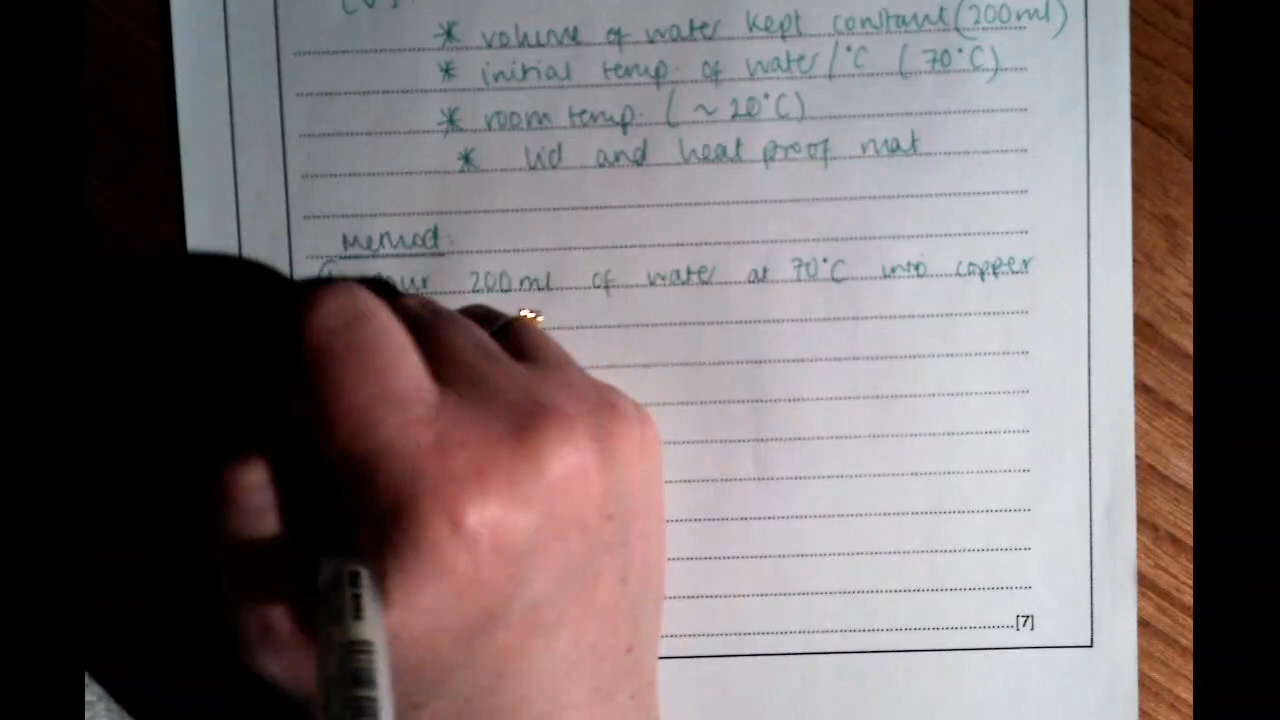 * volume of water kept constant (200ml)
* initial temp. of water/°C (70°C)
* room temp. (~20°C)
* lid and heat proof mat
Method:
200ml of water at 70°C into copper
[7]